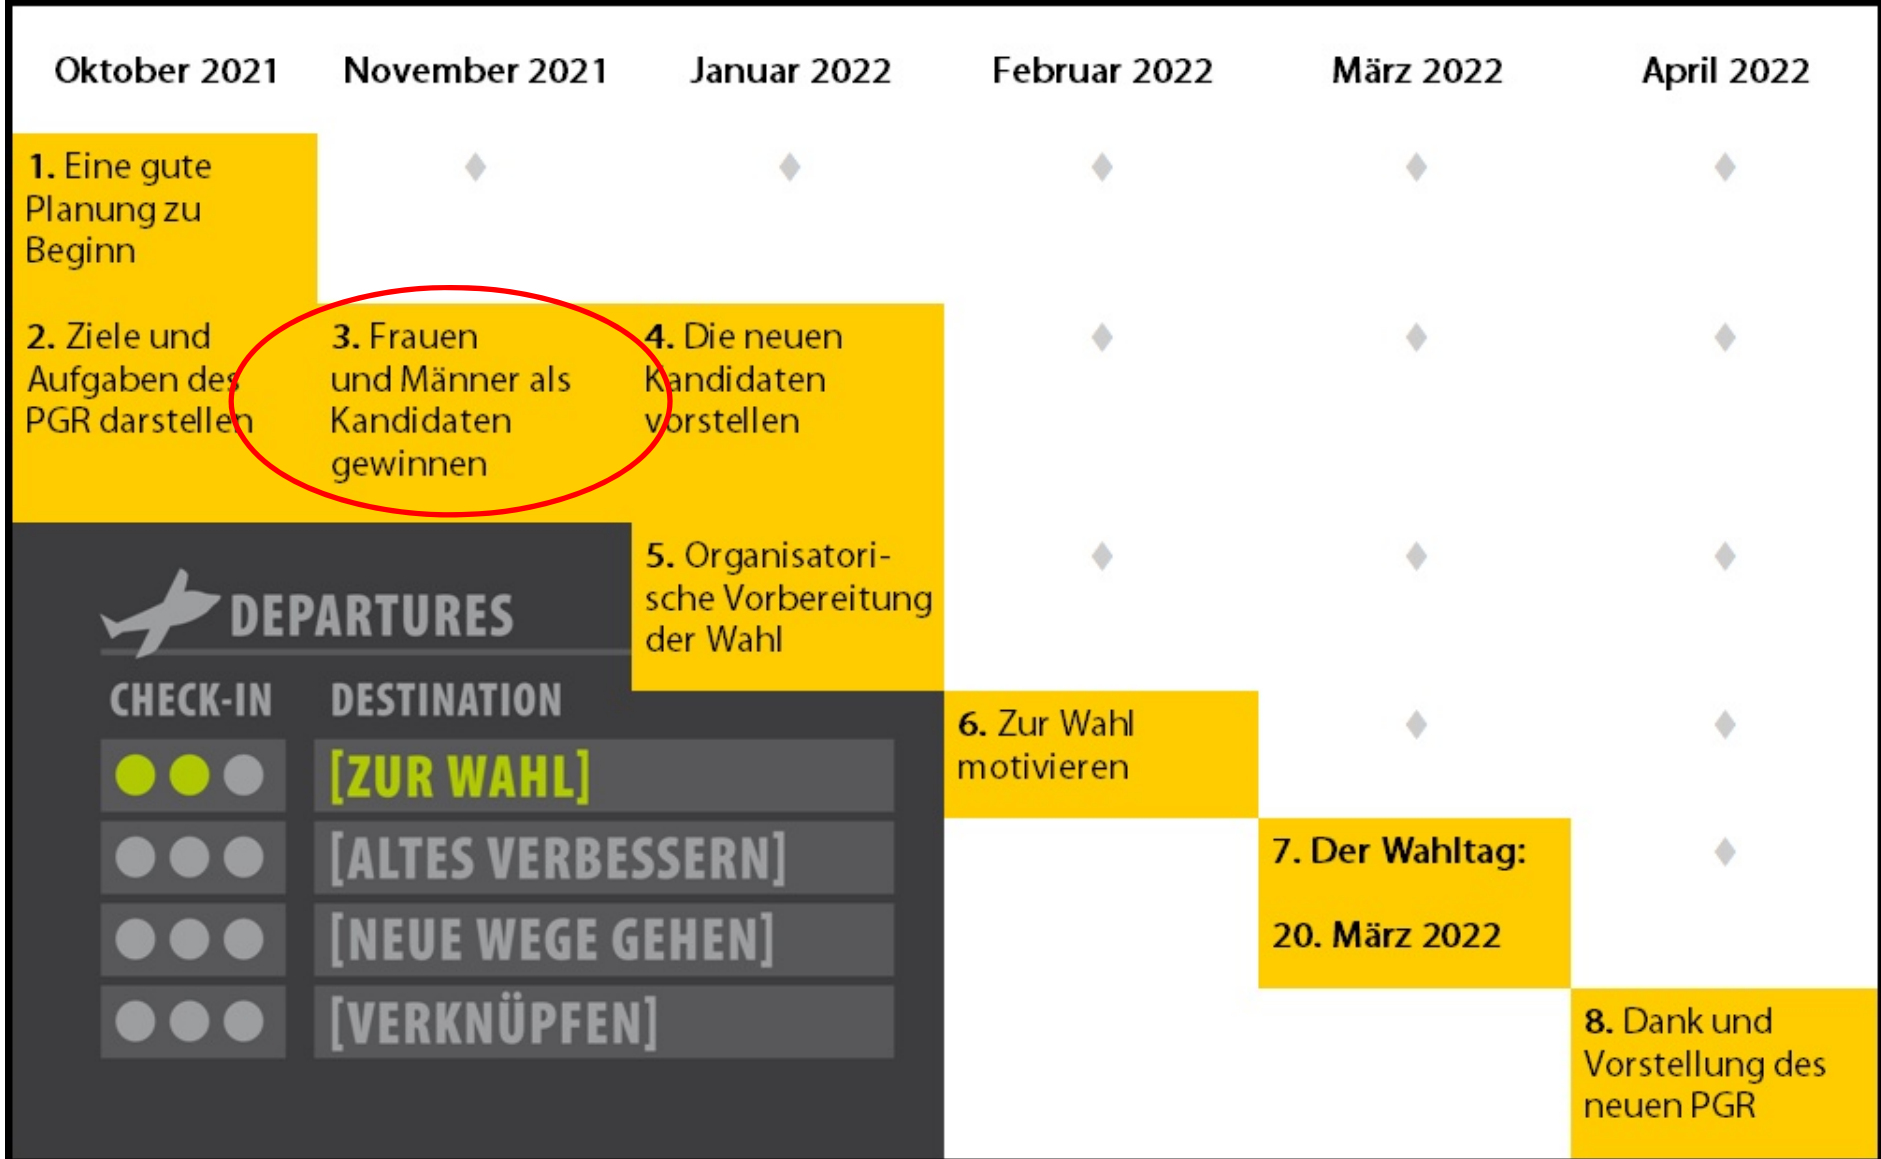 Oktober 2021
November 2021
Januar 2022
Februar 2022
März 2022
April 2022
1. Eine gute
Planung zu
Beginn
2. Ziele und
Aufgaben des
PGR darstellen
3. Frauen
und Männer als
Kandidaten
gewinnen
4. Die neuen
Kandidaten
vorstellen
5. Organisatori-
sche Vorbereitung
der Wahl
6. Zur Wahl
motivieren
7. Der Wahltag:
20. März 2022
8. Dank und
Vorstellung des
neuen PGR
DEPARTURES
CHECK-IN
DESTINATION
[ZUR WAHL]
[ALTES VERBESSERN]
[NEUE WEGE GEHEN]
[VERKNÜPFEN]